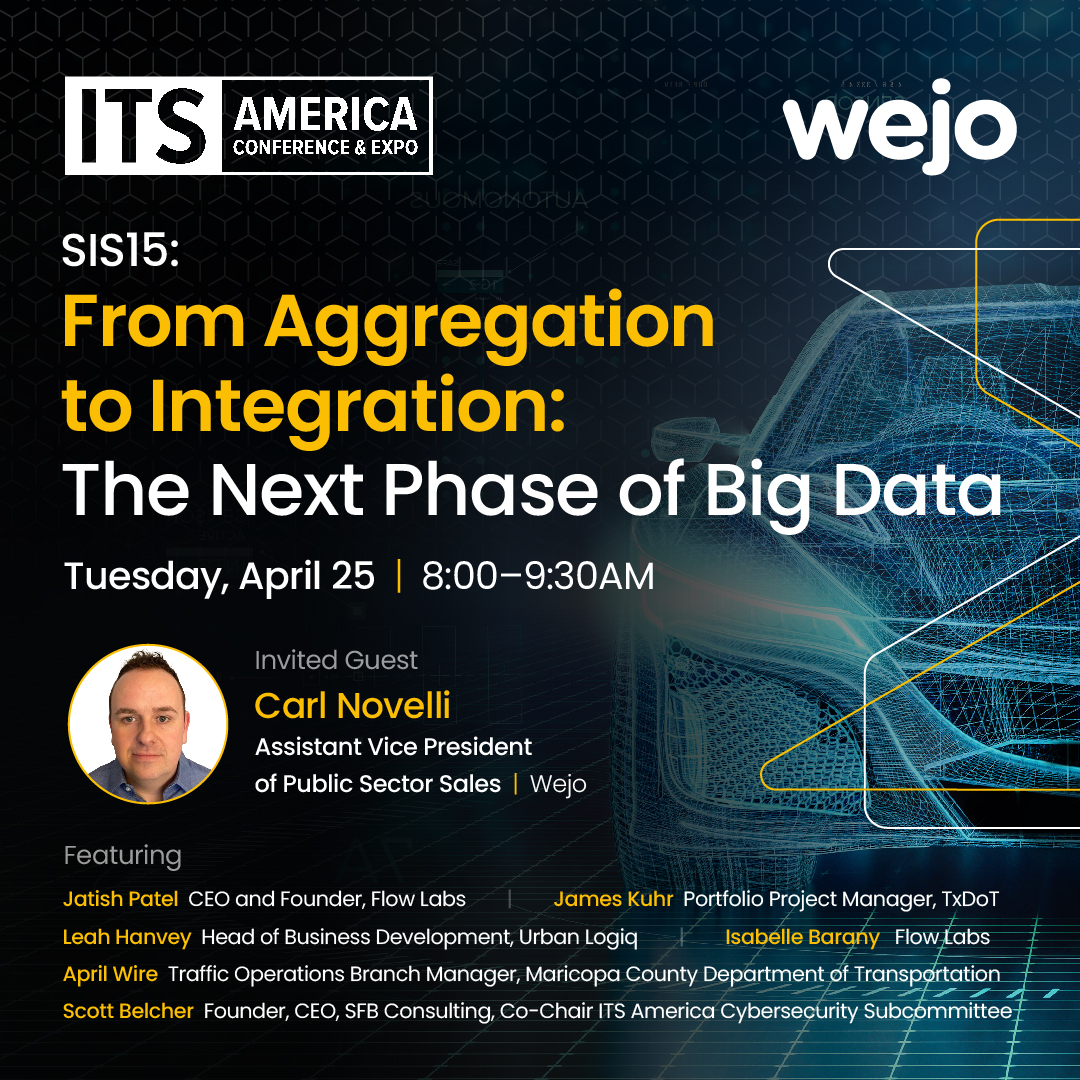 ITS AMERICA
CONFERENCE & EXPO
wejo
AUTONOMOUS
SIS15:
From Aggregation
to Integration:
The Next Phase of Big Data
Tuesday, April 25 | 8:00–9:30AM
Invited Guest
Carl Novelli
Assistant Vice President
of Public Sector Sales | Wejo
Featuring
Jatish Patel CEO and Founder, Flow Labs | James Kuhr Portfolio Project Manager, TxDoT
Leah Hanvey Head of Business Development, Urban Logiq | Isabelle Barany Flow Labs
April Wire Traffic Operations Branch Manager, Maricopa County Department of Transportation
Scott Belcher Founder, CEO, SFB Consulting, Co-Chair ITS America Cybersecurity Subcommittee